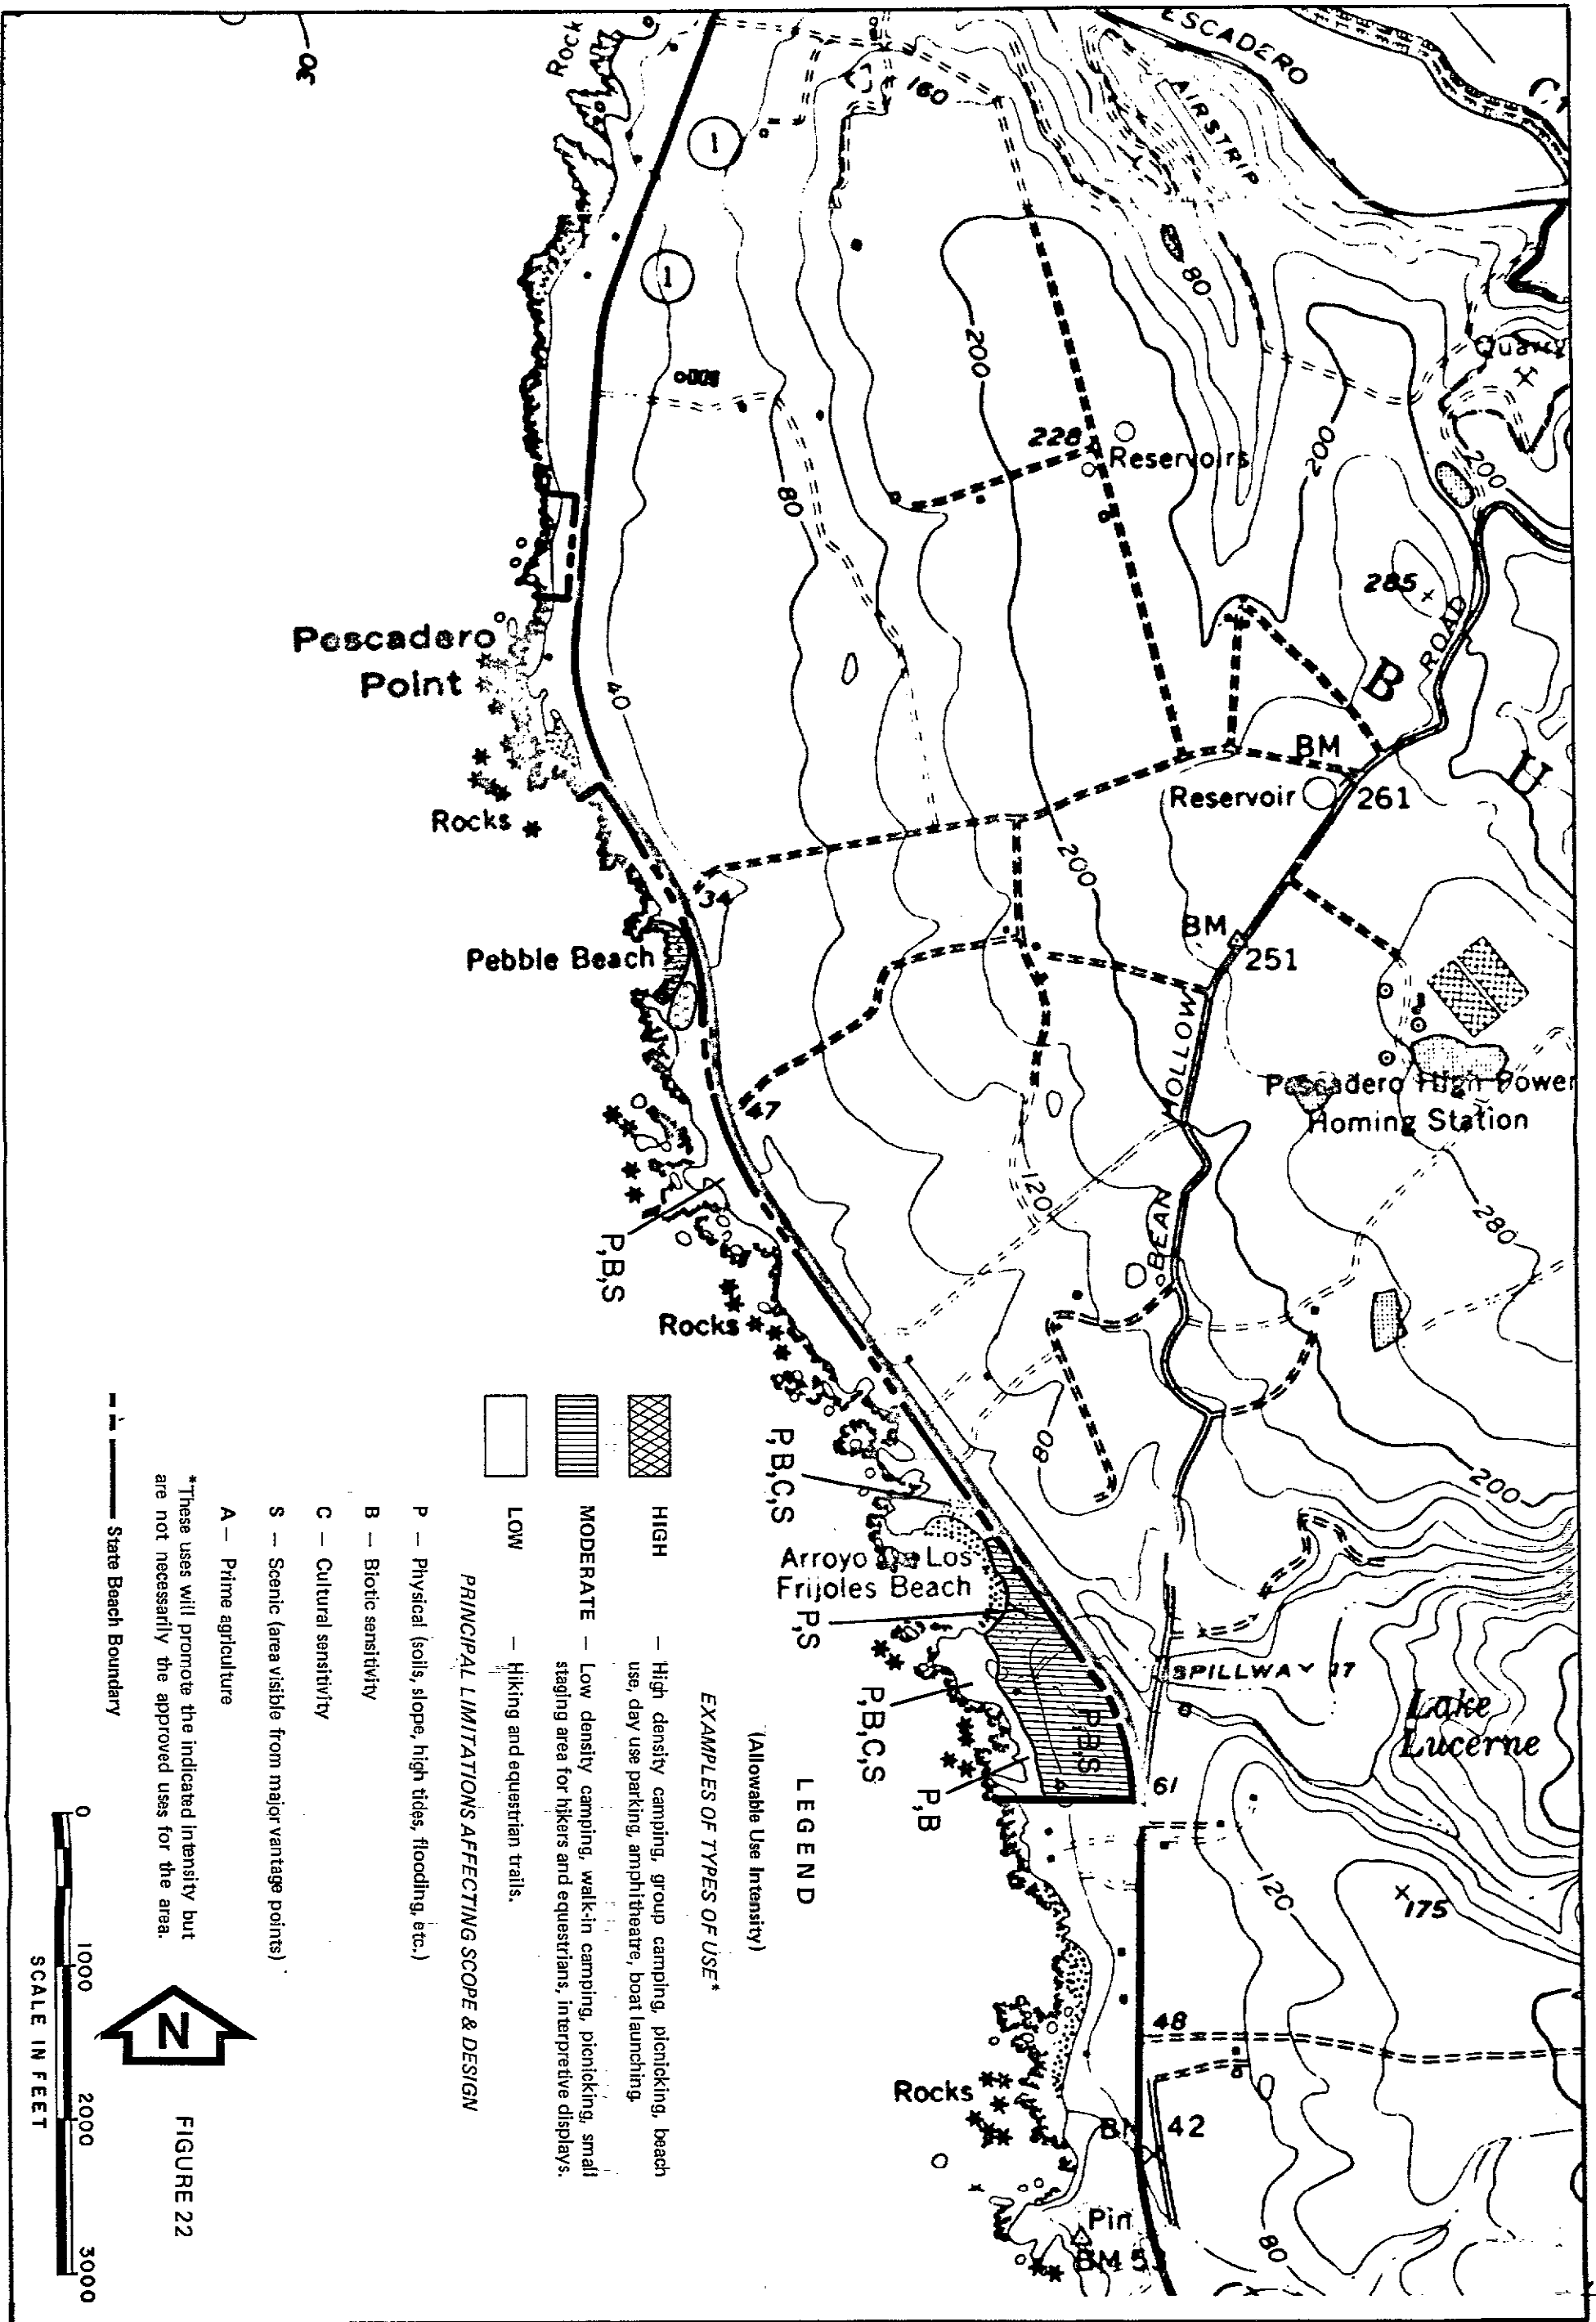 ESCADERO
AIRSTRIP
Rock
30
1
160
1
80
Quarry
200
200
200
228
Reservoirs
80
285
ROAD
B
U
Pescadero
Point
40
BM
Reservoir
261
Rocks
200
34
BM
251
Pebble Beach
HOLLOW
Pescadero High Power
Homing Station
47
120
BEAN
280
P,B,S
Rocks
80
200
P,B,C,S
Arroyo De Los
Frijoles Beach
P,S
SPILLWAY 17
Lake
Lucerne
P,B,S
P,B,C,S
P,B
61
120
175
48
Rocks
42
80
Pin
BM 53
LEGEND
(Allowable Use Intensity)
EXAMPLES OF TYPES OF USE*
HIGH — High density camping, group camping, picnicking, beach
use, day use parking, amphitheatre, boat launching.
MODERATE — Low density camping, walk-in camping, picnicking, small
staging area for hikers and equestrians, interpretive displays.
LOW — Hiking and equestrian trails.
PRINCIPAL LIMITATIONS AFFECTING SCOPE & DESIGN
P — Physical (soils, slope, high tides, flooding, etc.)
B — Biotic sensitivity
C — Cultural sensitivity
S — Scenic (area visible from major vantage points)
A — Prime agriculture
*These uses will promote the indicated intensity but
are not necessarily the approved uses for the area.
State Beach Boundary
N
FIGURE 22
0 1000 2000 3000
SCALE IN FEET